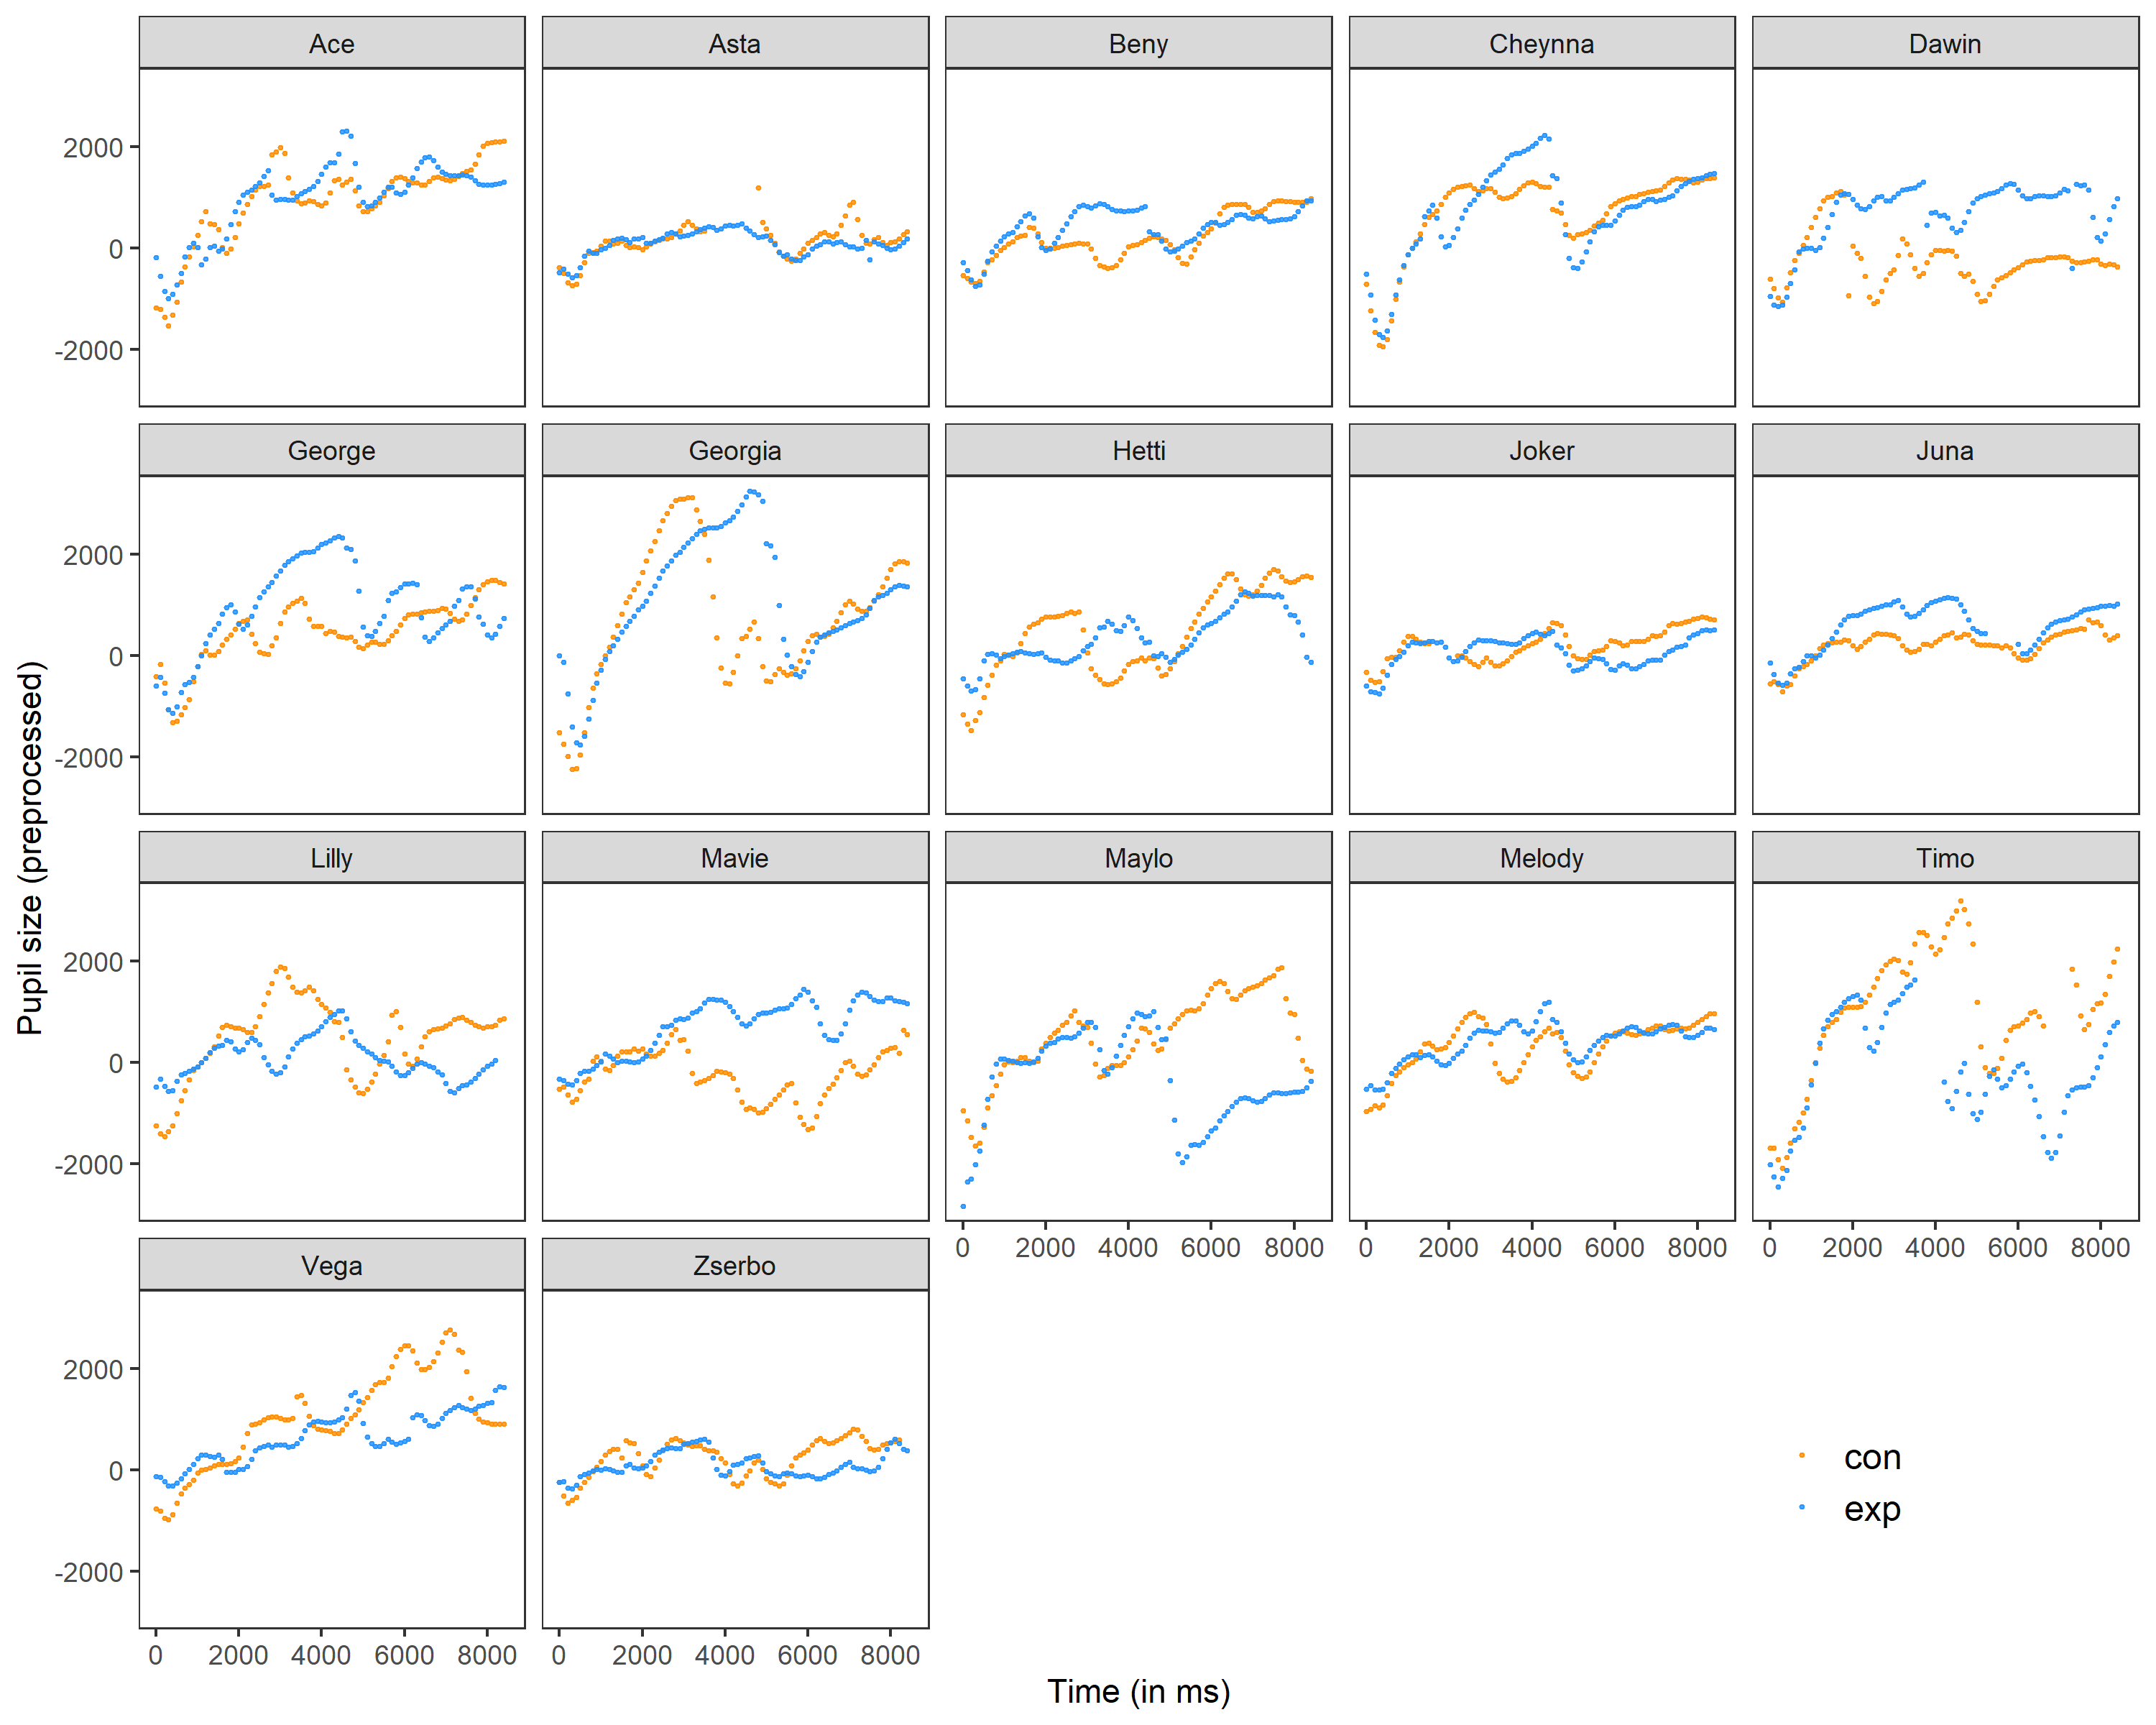 Ace Asta Beny Cheynna Dawin
2000
0
-2000
George Georgia Hetti Joker Juna
2000
0
-2000
Pupil size (preprocessed)
Lilly Mavie Maylo Melody Timo
2000
0
-2000
0 2000 4000 6000 8000 0 2000 4000 6000 8000 0 2000 4000 6000 8000
Vega Zserbo
2000
0
-2000
con
exp
0 2000 4000 6000 8000 0 2000 4000 6000 8000
Time (in ms)